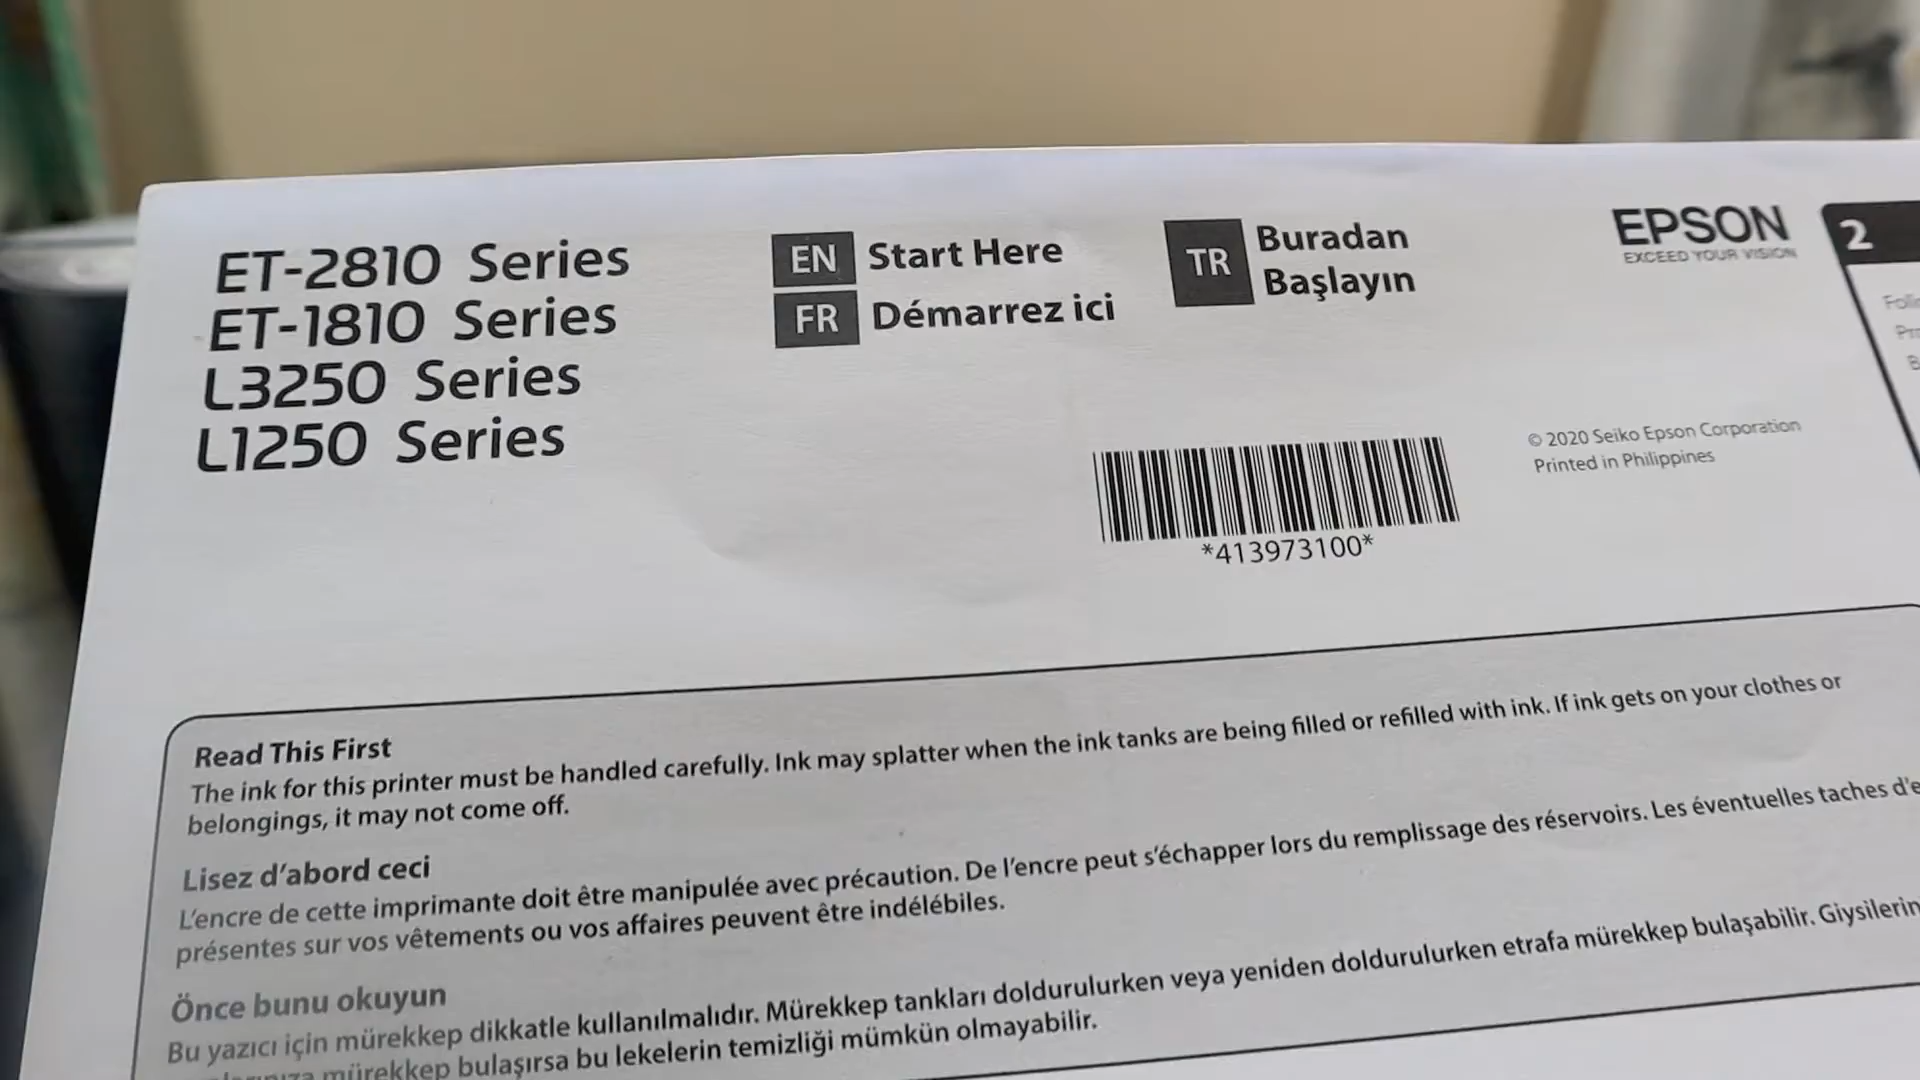 ET-2810 Series
ET-1810 Series
L3250 Series
L1250 Series
EN Start Here
FR Démarrez ici
TR Buradan
Başlayın
EPSON
EXCEED YOUR VISION
*413973100*
© 2020 Seiko Epson Corporation
Printed in Philippines
2
Read This First
The ink for this printer must be handled carefully. Ink may splatter when the ink tanks are being filled or refilled with ink. If ink gets on your clothes or
belongings, it may not come off.
Lisez d’abord ceci
L’encre de cette imprimante doit être manipulée avec précaution. De l’encre peut s’échapper lors du remplissage des réservoirs. Les éventuelles taches
présentes sur vos vêtements ou vos affaires peuvent être indélébiles.
Önce bunu okuyun
Bu yazıcı için mürekkep dikkatle kullanılmalıdır. Mürekkep tankları doldurulurken veya yeniden doldurulurken etrafa mürekkep bulaşabilir.
mürekkep bulaşırsa bu lekelerin temizliği mümkün olmayabilir.